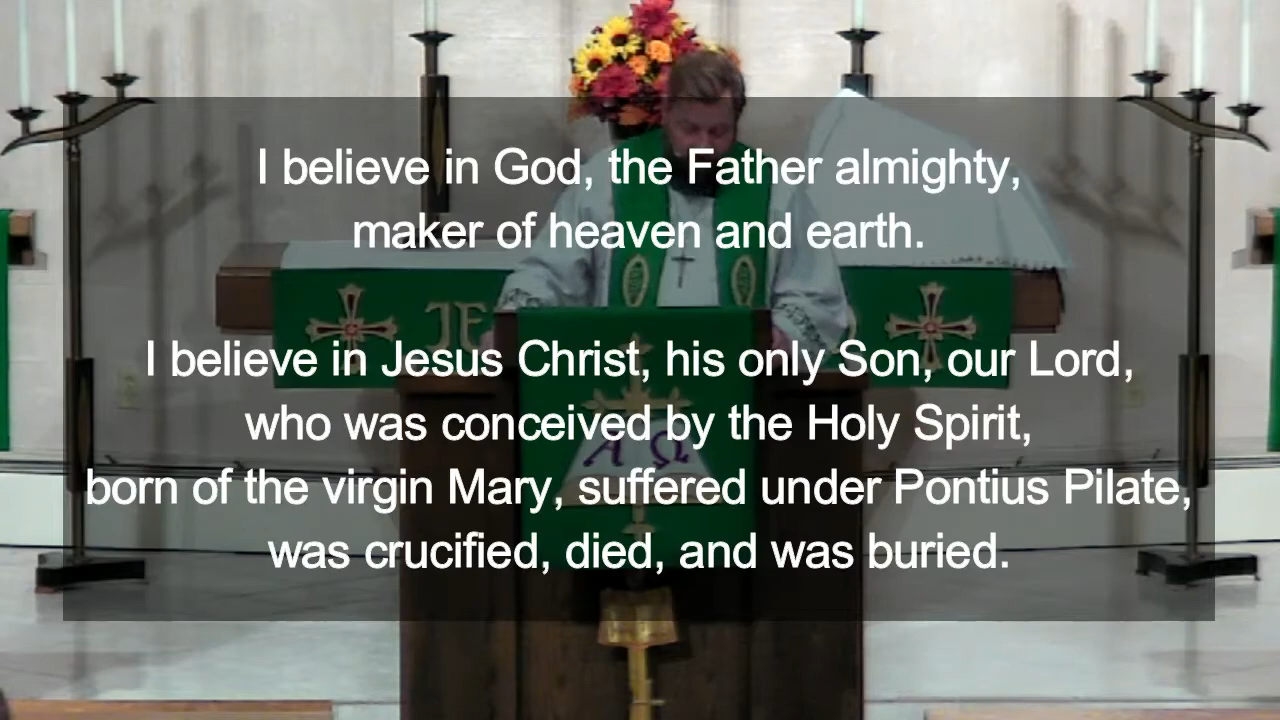 I believe in God, the Father almighty,
maker of heaven and earth.
I believe in Jesus Christ, his only Son, our Lord,
who was conceived by the Holy Spirit,
born of the virgin Mary, suffered under Pontius Pilate,
was crucified, died, and was buried.
JE
Α Ω